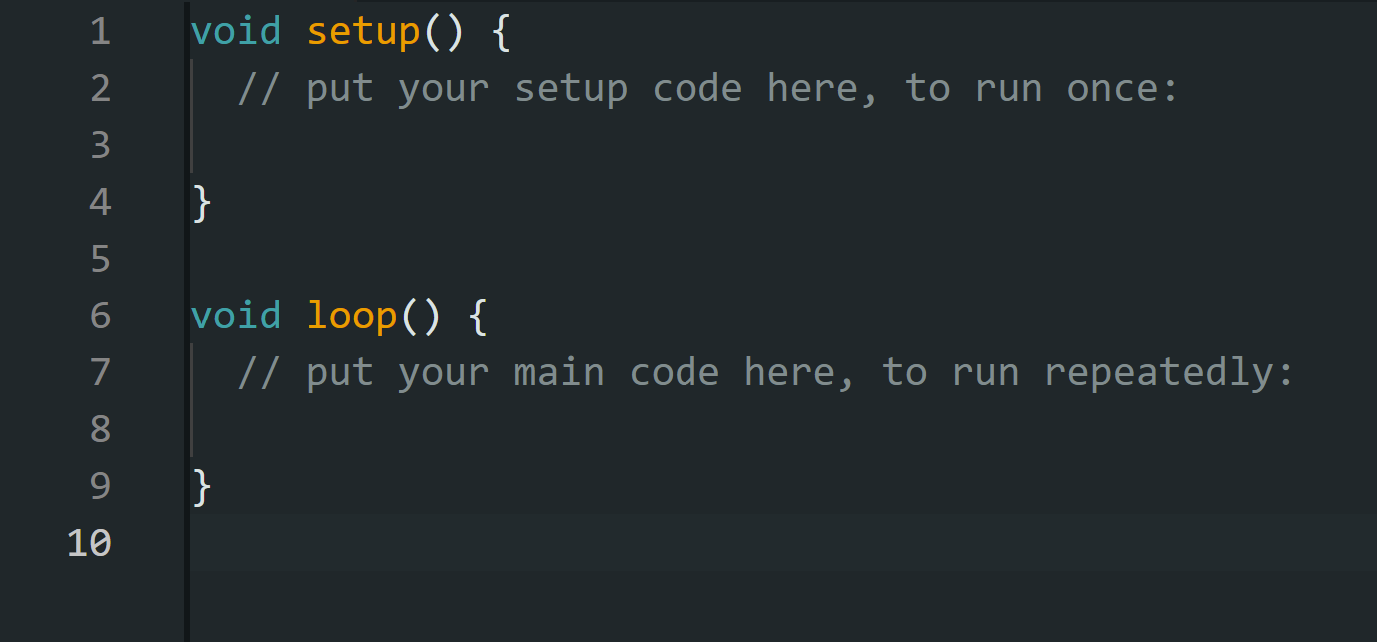 1 void setup() {
2   // put your setup code here, to run once:
3
4 }
5
6 void loop() {
7   // put your main code here, to run repeatedly:
8
9 }
10